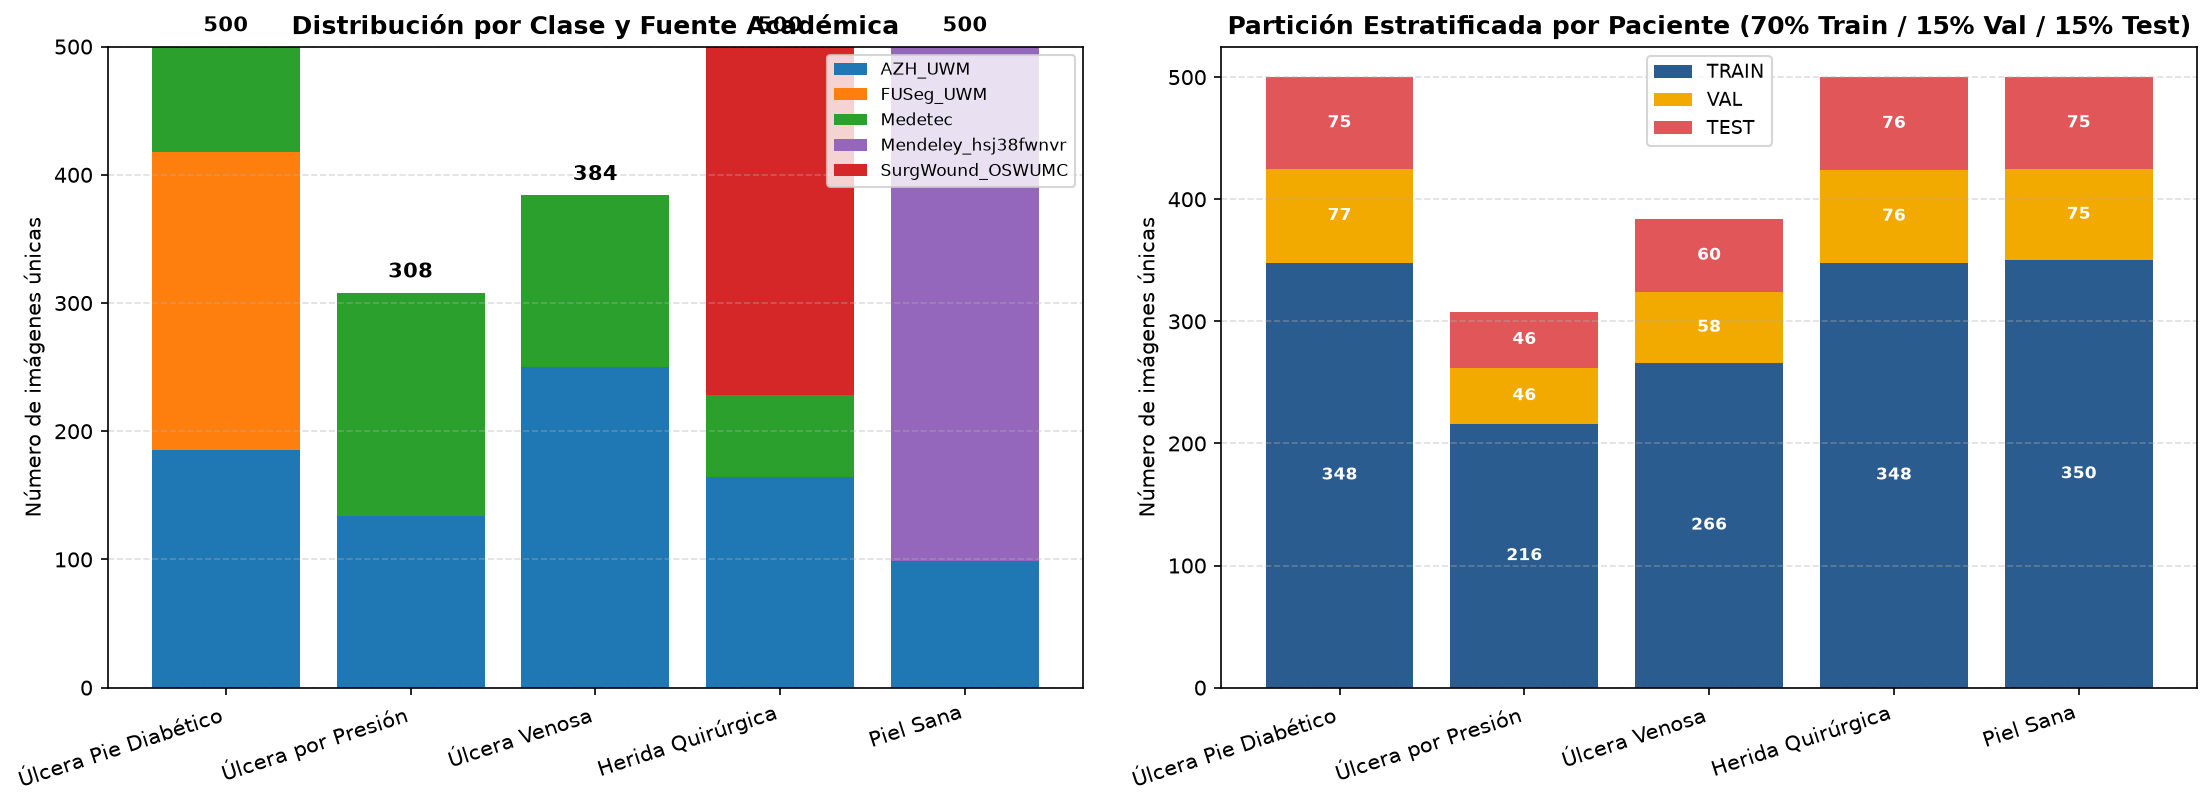 Distribución por Clase y Fuente Académica
500
500
500
384
308
AZH_UWM
FUSeg_UWM
Medetec
Mendeley_hsj38fwnvr
SurgWound_OSWUMC
Número de imágenes únicas
500
400
300
200
100
0
Úlcera Pie Diabético
Úlcera por Presión
Úlcera Venosa
Herida Quirúrgica
Piel Sana
Partición Estratificada por Paciente (70% Train / 15% Val / 15% Test)
TRAIN
VAL
TEST
Número de imágenes únicas
500
400
300
200
100
0
75
77
348
46
46
216
60
58
266
76
76
348
75
75
350
Úlcera Pie Diabético
Úlcera por Presión
Úlcera Venosa
Herida Quirúrgica
Piel Sana